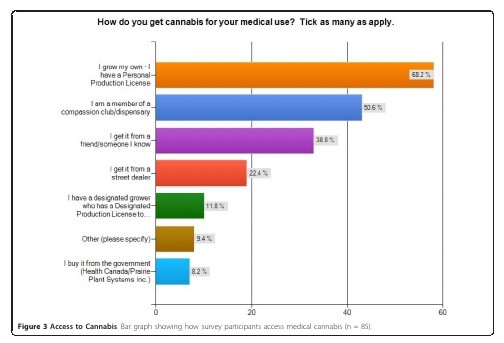 How do you get cannabis for your medical use? Tick as many as apply.
I grow my own - I
have a Personal
Production License
68.2 %
I am a member of a
compassion club/dispensary
50.6 %
I get it from a
friend/someone I know
38.8 %
I get it from a
street dealer
22.4 %
I have a designated grower
who has a Designated
Production License to...
11.8 %
Other (please specify)
9.4 %
I buy it from the government
(Health Canada/Prairie
Plant Systems Inc.)
8.2 %
0 20 40 60
Figure 3 Access to Cannabis. Bar graph showing how survey participants access medical cannabis (n = 85).